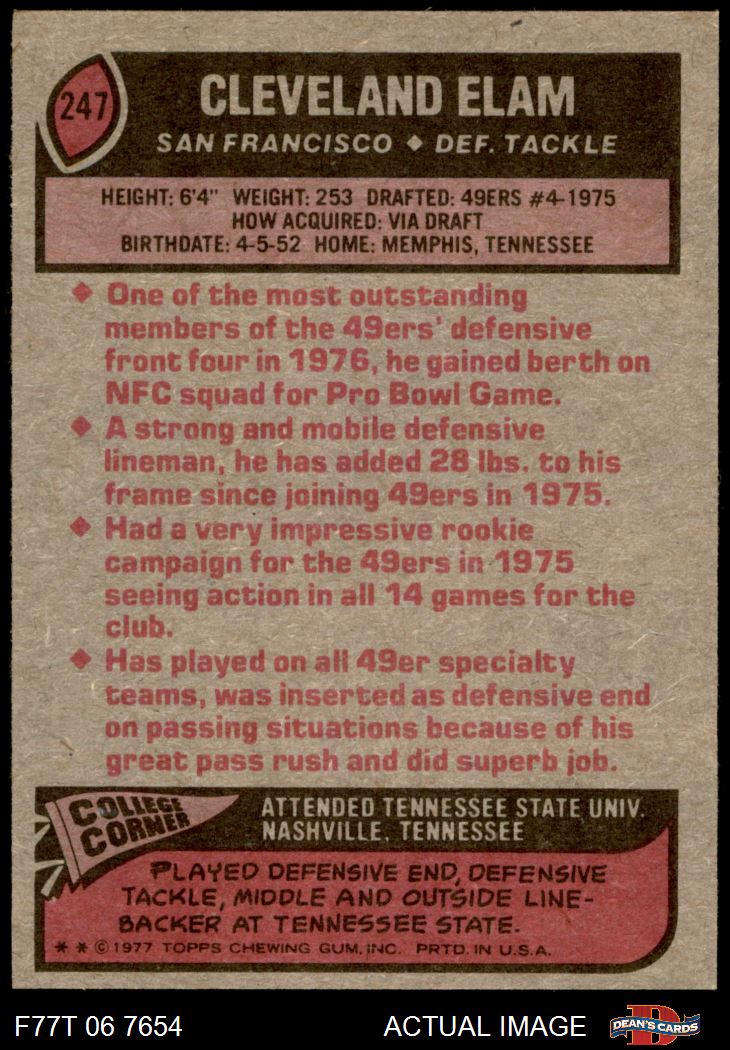 247
CLEVELAND ELAM
SAN FRANCISCO ◆ DEF. TACKLE
HEIGHT: 6'4" WEIGHT: 253 DRAFTED: 49ERS #4-1975
HOW ACQUIRED: VIA DRAFT
BIRTHDATE: 4-5-52 HOME: MEMPHIS, TENNESSEE
◆ One of the most outstanding
members of the 49ers' defensive
front four in 1976, he gained berth on
NFC squad for Pro Bowl Game.
◆ A strong and mobile defensive
lineman, he has added 28 lbs. to his
frame since joining 49ers in 1975.
◆ Had a very impressive rookie
campaign for the 49ers in 1975
seeing action in all 14 games for the
club.
◆ Has played on all 49er specialty
teams, was inserted as defensive end
on passing situations because of his
great pass rush and did superb job.
COLLEGE
CORNER
ATTENDED TENNESSEE STATE UNIV.
NASHVILLE, TENNESSEE
PLAYED DEFENSIVE END, DEFENSIVE
TACKLE, MIDDLE AND OUTSIDE LINE-
BACKER AT TENNESSEE STATE.
* * © 1977 TOPPS CHEWING GUM, INC. PRTD. IN U.S.A.
F77T 06 7654 ACTUAL IMAGE
D
DEAN'S CARDS